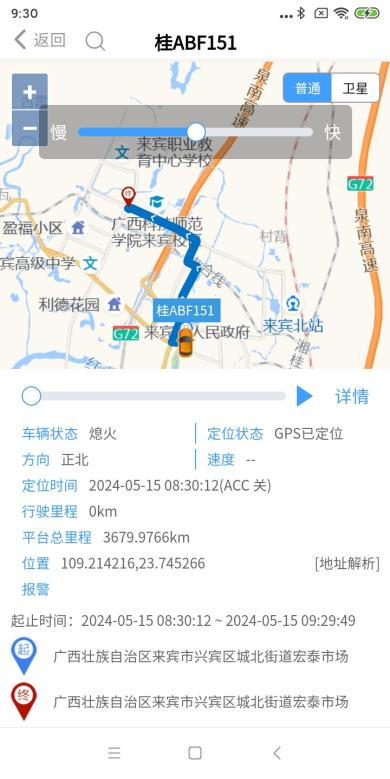 9:30
返回
桂ABF151
泉南高速
普通 卫星
慢 快
来宾职业教
育中心学校
G72
终
盈福小区
广西科技师范
学院来宾校
村背
泉南高速
宾高级中学
合线
利德花园
桂ABF151
来宾北站
G72
来宾 人民政府
湘桂
详情
车辆状态 熄火 定位状态 GPS已定位
方向 正北 速度 --
定位时间 2024-05-15 08:30:12(ACC 关)
行驶里程 0km
平台总里程 3679.9766km
位置 109.214216,23.745266 [地址解析]
报警
起止时间：2024-05-15 08:30:12 ~ 2024-05-15 09:29:49
起 广西壮族自治区来宾市兴宾区城北街道宏泰市场
终 广西壮族自治区来宾市兴宾区城北街道宏泰市场